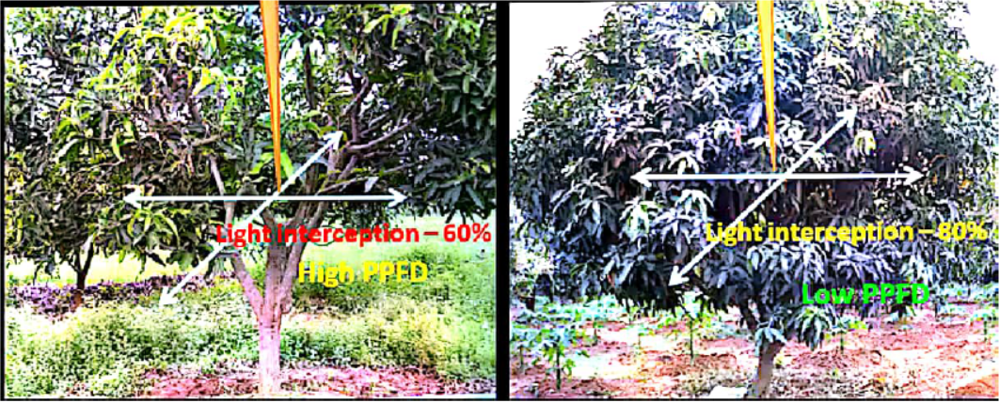 Light interception – 60%
High PPFD
Light interception – 80%
Low PPFD